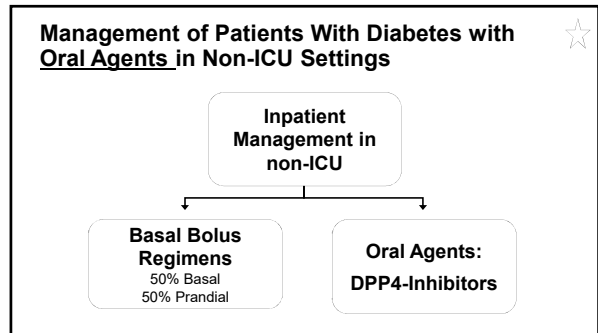 Management of Patients With Diabetes with
Oral Agents in Non-ICU Settings
Inpatient
Management in
non-ICU
Basal Bolus
Regimens
50% Basal
50% Prandial
Oral Agents:
DPP4-Inhibitors